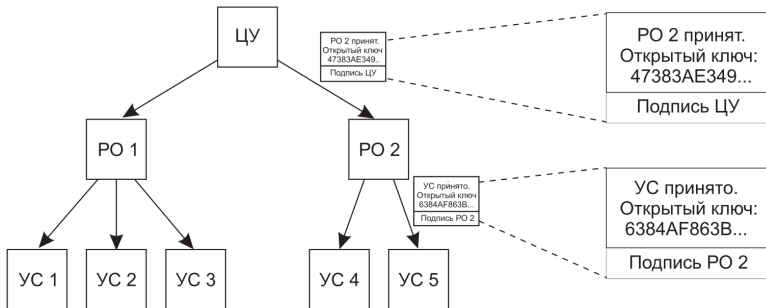 ЦУ
РО 2 принят.
Открытый ключ
47383AE349..
Подпись ЦУ
РО 2 принят.
Открытый ключ:
47383AE349...
Подпись ЦУ
РО 1
РО 2
УС принято.
Открытый ключ
6384AF863B...
Подпись РО 2
УС принято.
Открытый ключ:
6384AF863B...
Подпись РО 2
УС 1
УС 2
УС 3
УС 4
УС 5